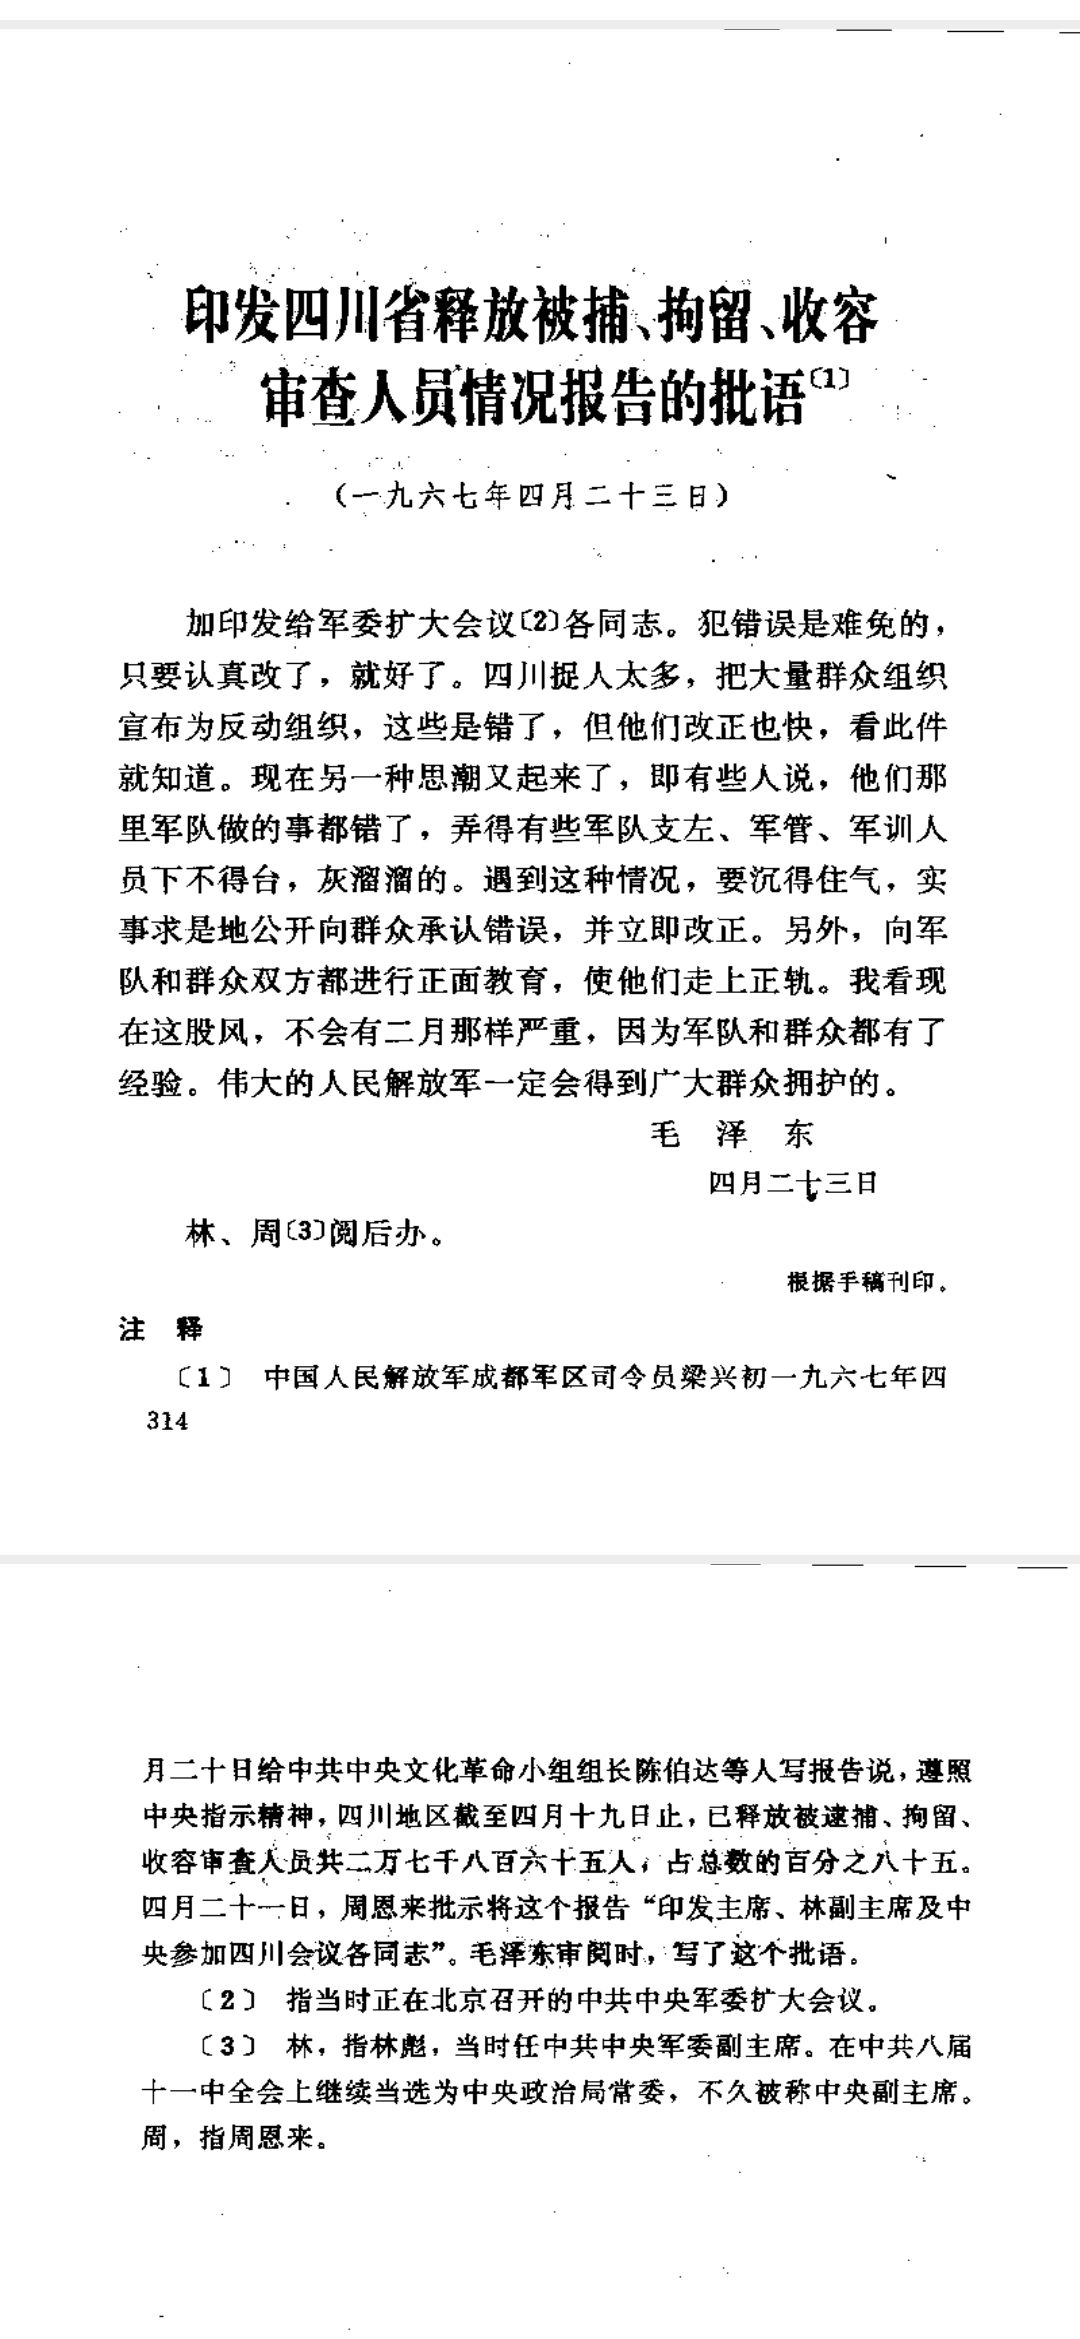 印发四川省释放被捕、拘留、收容
审查人员情况报告的批语〔1〕
（一九六七年四月二十三日）
加印发给军委扩大会议〔2〕各同志。犯错误是难免的，
只要认真改了，就好了。四川捉人太多，把大量群众组织
宣布为反动组织，这些是错了，但他们改正也快，看此件
就知道。现在另一种思潮又起来了，即有些人说，他们那
里军队做的事都错了，弄得有些军队支左、军管、军训人
员下不得台，灰溜溜的。遇到这种情况，要沉得住气，实
事求是地公开向群众承认错误，并立即改正。另外，向军
队和群众双方都进行正面教育，使他们走上正轨。我看现
在这股风，不会有二月那样严重，因为军队和群众都有了
经验。伟大的人民解放军一定会得到广大群众拥护的。
毛 泽 东
四月二十三日
林、周〔3〕阅后办。
根据手稿刊印。
注 释
〔1〕 中国人民解放军成都军区司令员梁兴初一九六七年四
314
月二十日给中共中央文化革命小组组长陈伯达等人写报告说，遵照
中央指示精神，四川地区截至四月十九日止，已释放被逮捕、拘留、
收容审查人员共二万七千八百六十五人，占总数的百分之八十五。
四月二十一日，周恩来批示将这个报告“印发主席、林副主席及中
央参加四川会议各同志”。毛泽东审阅时，写了这个批语。
〔2〕 指当时正在北京召开的中共中央军委扩大会议。
〔3〕 林，指林彪，当时任中共中央军委副主席。在中共八届
十一中全会上继续当选为中央政治局常委，不久被称中央副主席。
周，指周恩来。